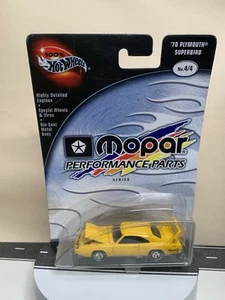 100%
Hot Wheels
'70 PLYMOUTH®
SUPERBIRD
No. 4/4
Highly Detailed
Engines
Special Wheels
& Tires
Die-Cast
Metal
Body
Mopar
PERFORMANCE PARTS
SERIES